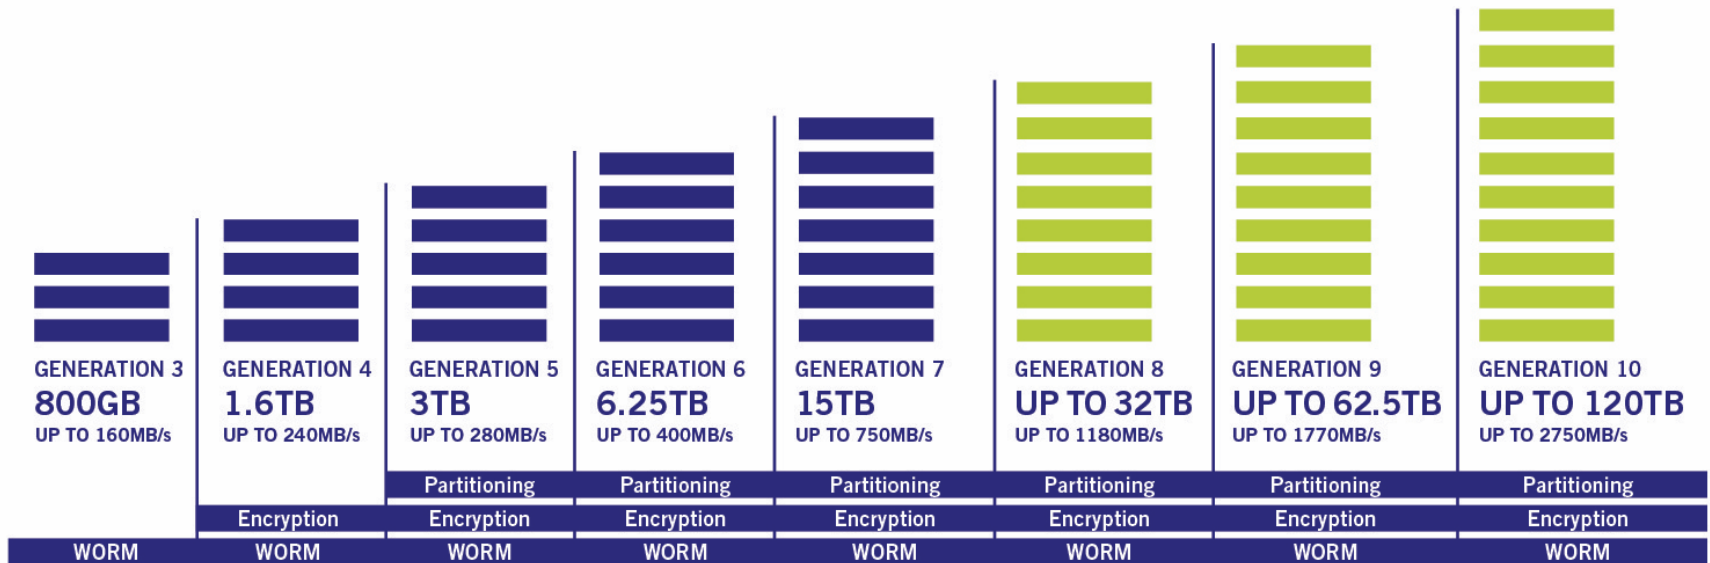 GENERATION 3
800GB
UP TO 160MB/s
GENERATION 4
1.6TB
UP TO 240MB/s
GENERATION 5
3TB
UP TO 280MB/s
GENERATION 6
6.25TB
UP TO 400MB/s
GENERATION 7
15TB
UP TO 750MB/s
GENERATION 8
UP TO 32TB
UP TO 1180MB/s
GENERATION 9
UP TO 62.5TB
UP TO 1770MB/s
GENERATION 10
UP TO 120TB
UP TO 2750MB/s
Partitioning Partitioning Partitioning Partitioning Partitioning Partitioning
Encryption Encryption Encryption Encryption Encryption Encryption Encryption
WORM WORM WORM WORM WORM WORM WORM WORM